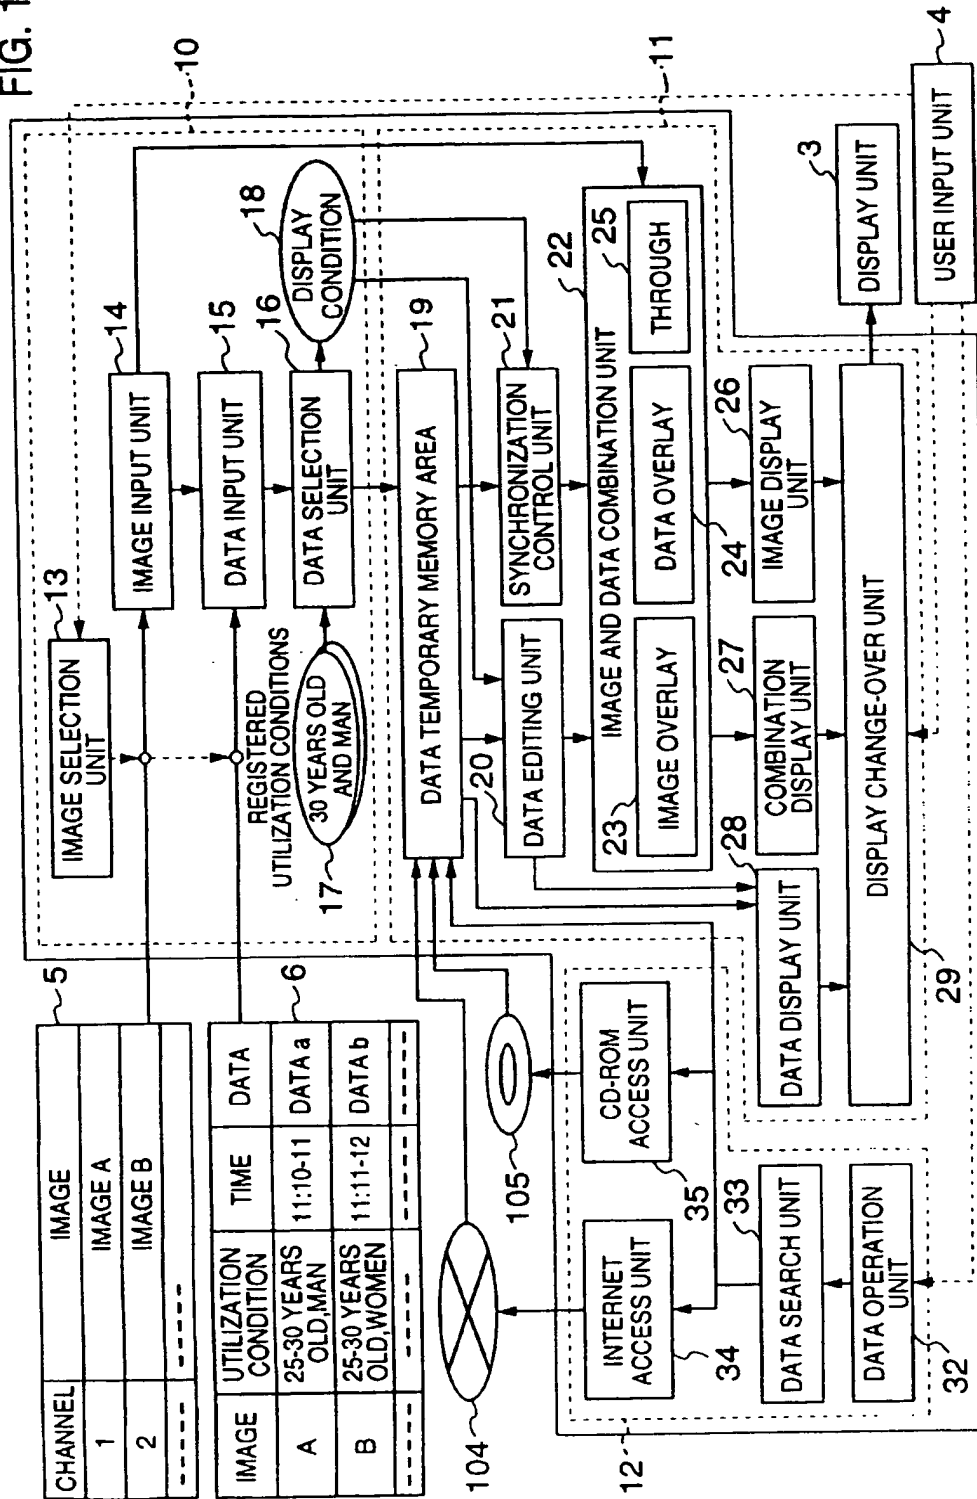 FIG. 1
CHANNEL
IMAGE
1
IMAGE A
2
IMAGE B
5
IMAGE
UTILIZATION
CONDITION
TIME
DATA
A
25-30 YEARS
OLD,MAN
11:10-11
DATA a
B
25-30 YEARS
OLD,WOMEN
11:11-12
DATA b
6
IMAGE SELECTION
UNIT
13
IMAGE INPUT UNIT
14
DATA INPUT UNIT
15
DATA SELECTION
UNIT
16
REGISTERED
UTILIZATION CONDITIONS
30 YEARS OLD
AND MAN
17
DISPLAY
CONDITION
18
10
DATA TEMPORARY MEMORY AREA
19
11
DATA EDITING UNIT
20
SYNCHRONIZATION
CONTROL UNIT
21
IMAGE AND DATA COMBINATION UNIT
22
IMAGE OVERLAY
23
DATA OVERLAY
24
THROUGH
25
DATA DISPLAY UNIT
28
COMBINATION
DISPLAY UNIT
27
IMAGE DISPLAY
UNIT
26
DISPLAY CHANGE-OVER UNIT
29
DISPLAY UNIT
3
USER INPUT UNIT
4
104
105
INTERNET
ACCESS UNIT
34
CD-ROM
ACCESS UNIT
35
DATA SEARCH UNIT
33
DATA OPERATION
UNIT
32
12